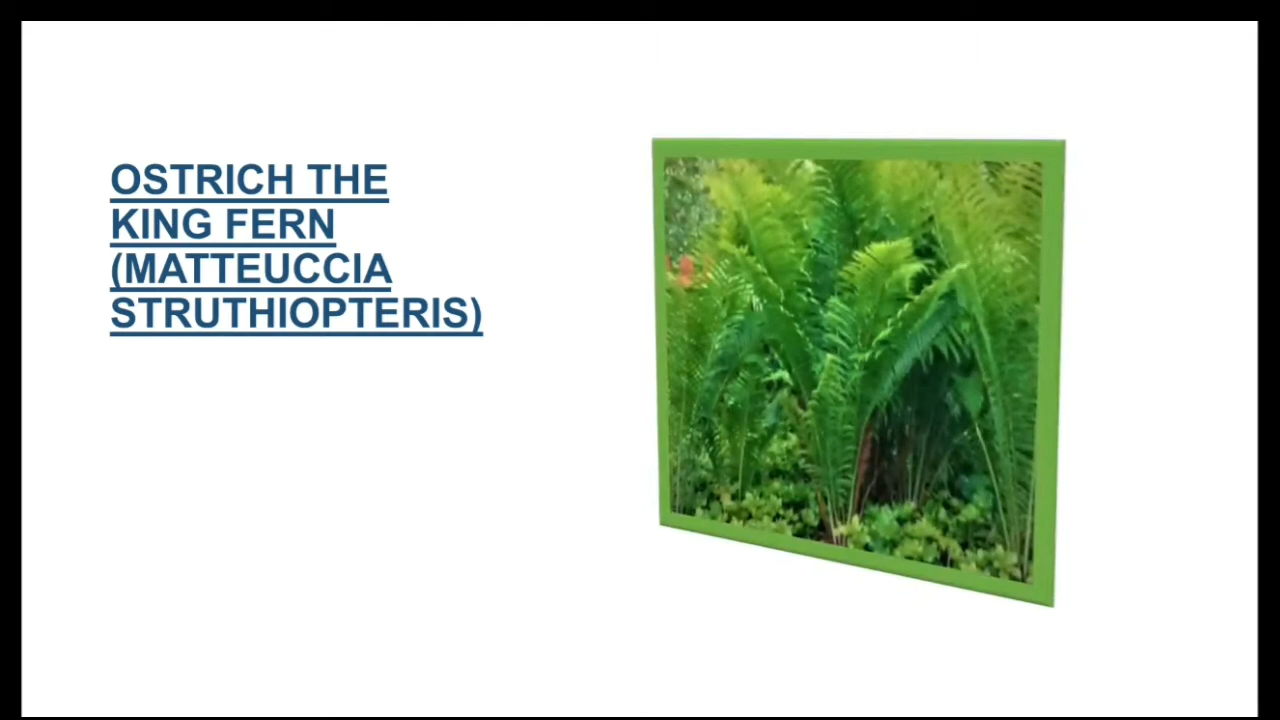 OSTRICH THE
KING FERN
(MATTEUCCIA
STRUTHIOPTERIS)